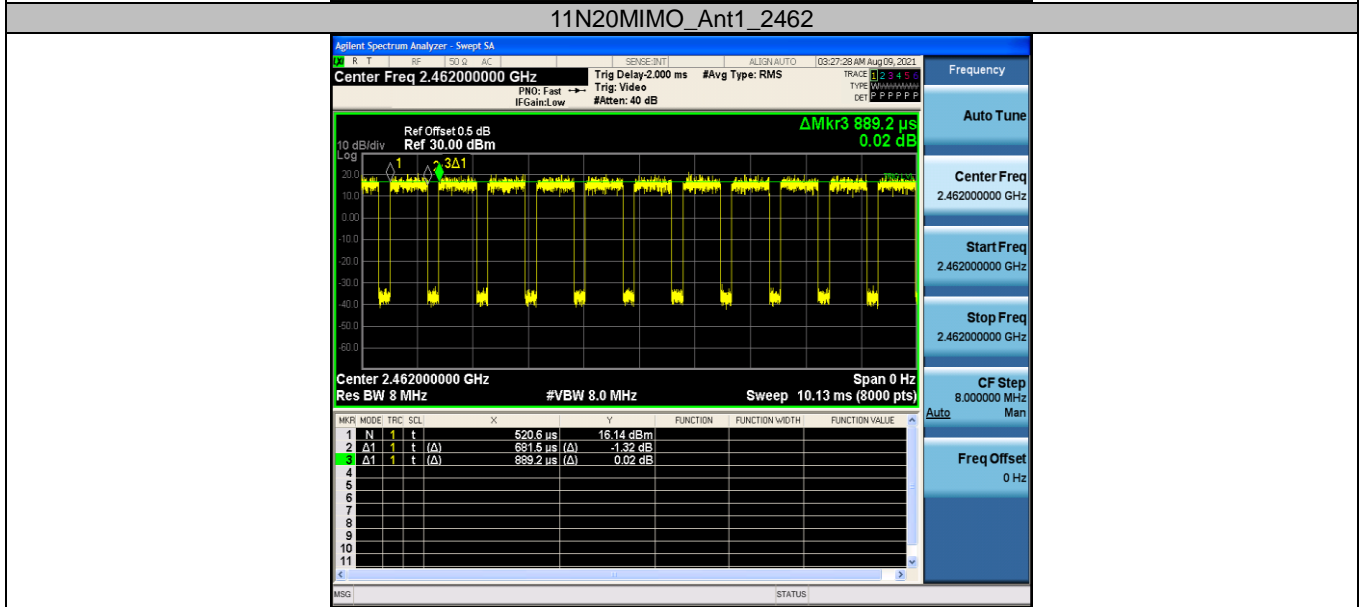 11N20MIMO_Ant1_2462
Agilent Spectrum Analyzer - Swept SA
R T RF 50 Ω AC SENSE:INT ALIGN AUTO 03:27:28 AM Aug 09, 2021
Center Freq 2.462000000 GHz
PNO: Fast
IFGain:Low
Trig Delay-2.000 ms
Trig: Video
#Atten: 40 dB
#Avg Type: RMS
TRACE 1 2 3 4 5 6
TYPE W
DET P P P P P P
Frequency
Auto Tune
Center Freq
2.462000000 GHz
Start Freq
2.462000000 GHz
Stop Freq
2.462000000 GHz
CF Step
8.000000 MHz
Auto Man
Freq Offset
0 Hz
ΔMkr3 889.2 µs
0.02 dB
Ref Offset 0.5 dB
10 dB/div Ref 30.00 dBm
Log
1
3Δ1
20.0
10.0
0.00
-10.0
-20.0
-30.0
-40.0
-50.0
-60.0
Center 2.462000000 GHz Span 0 Hz
Res BW 8 MHz #VBW 8.0 MHz Sweep 10.13 ms (8000 pts)
MKR MODE TRC SCL X Y FUNCTION FUNCTION WIDTH FUNCTION VALUE
1 N 1 t 520.6 µs 16.14 dBm
2 Δ1 1 t (Δ) 681.5 µs (Δ) -1.32 dB
3 Δ1 1 t (Δ) 889.2 µs (Δ) 0.02 dB
4
5
6
7
8
9
10
11
MSG STATUS